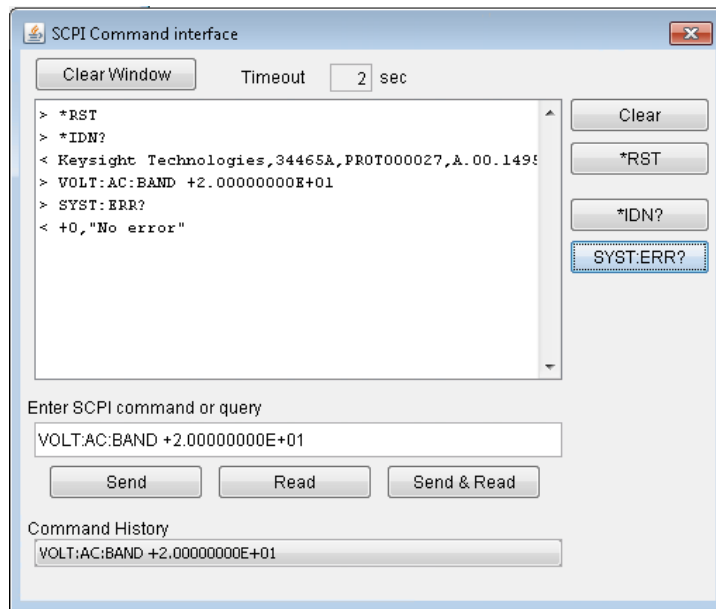 SCPI Command interface
Clear Window
Timeout 2 sec
> *RST
> *IDN?
< Keysight Technologies,34465A,PROT000027,A.00.1495
> VOLT:AC:BAND +2.00000000E+01
> SYST:ERR?
< +0,"No error"
Clear
*RST
*IDN?
SYST:ERR?
Enter SCPI command or query
VOLT:AC:BAND +2.00000000E+01
Send Read Send & Read
Command History
VOLT:AC:BAND +2.00000000E+01